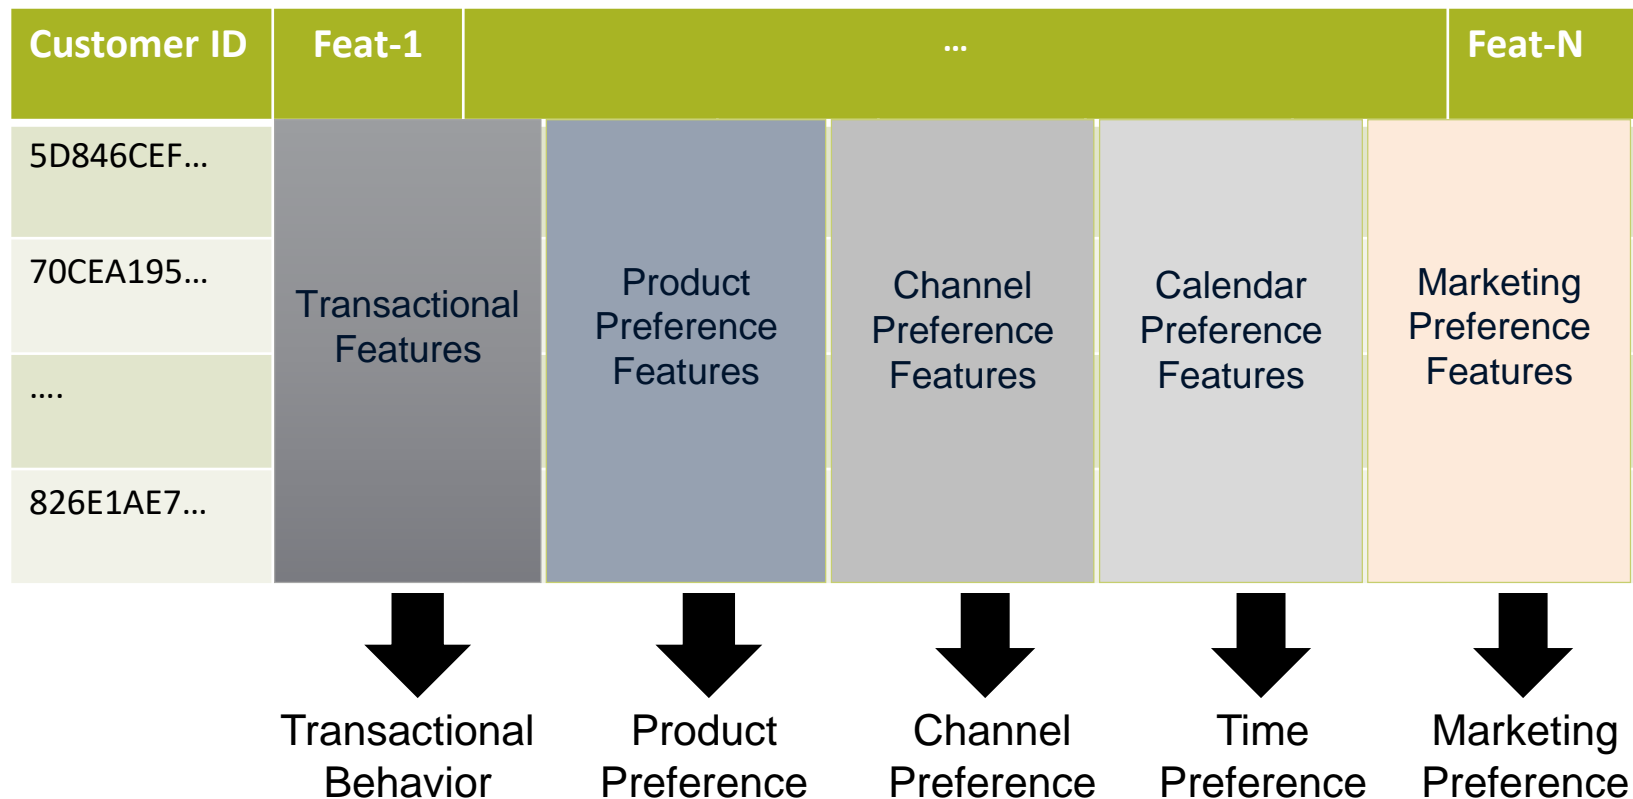 Customer ID
Feat-1
...
Feat-N
5D846CEF...
70CEA195...
....
826E1AE7...
Transactional
Features
Product
Preference
Features
Channel
Preference
Features
Calendar
Preference
Features
Marketing
Preference
Features
Transactional
Behavior
Product
Preference
Channel
Preference
Time
Preference
Marketing
Preference